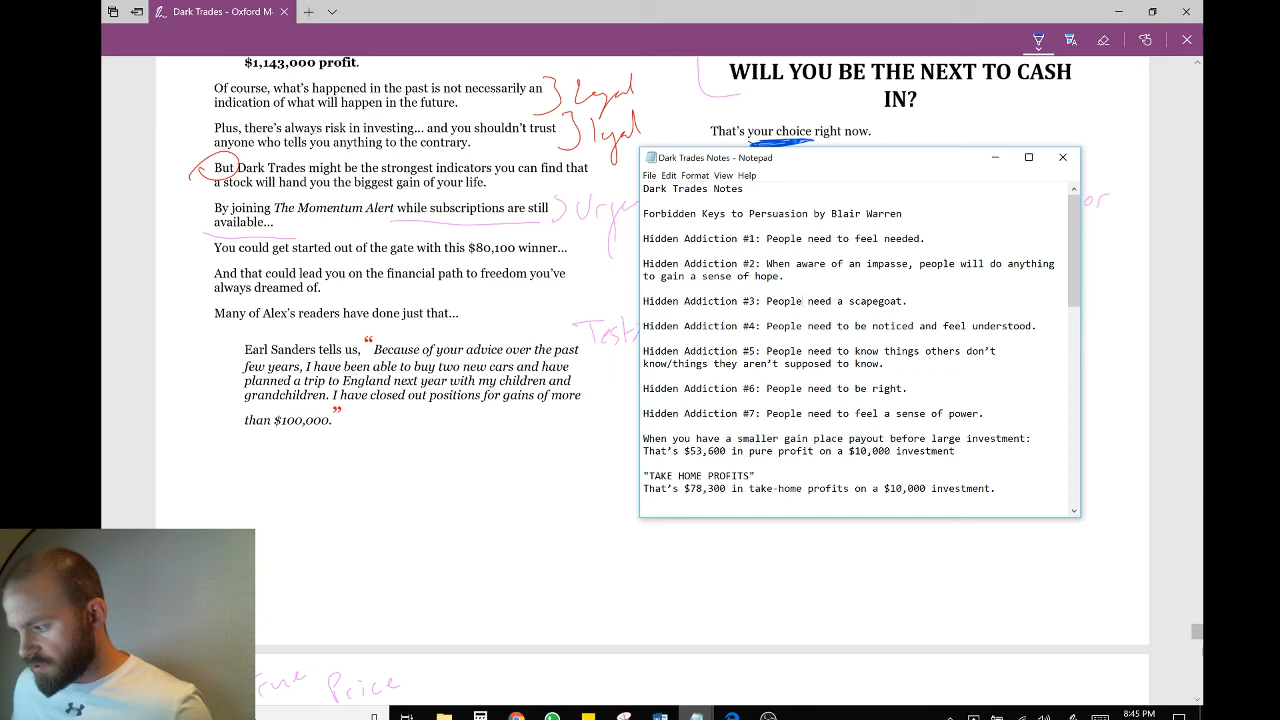 Dark Trades - Oxford M
$1,143,000 profit.
Of course, what's happened in the past is not necessarily an
indication of what will happen in the future.
} Legal
Plus, there's always risk in investing... and you shouldn't trust
anyone who tells you anything to the contrary.
} legal
But Dark Trades might be the strongest indicators you can find that
a stock will hand you the biggest gain of your life.
By joining The Momentum Alert while subscriptions are still
available...
You could get started out of the gate with this $80,100 winner...
And that could lead you on the financial path to freedom you've
always dreamed of.
Many of Alex's readers have done just that...
Earl Sanders tells us, "Because of your advice over the past
few years, I have been able to buy two new cars and have
planned a trip to England next year with my children and
grandchildren. I have closed out positions for gains of more
than $100,000."
WILL YOU BE THE NEXT TO CASH
IN?
That's your choice right now.
or
Dark Trades Notes - Notepad
File Edit Format View Help
Dark Trades Notes
Forbidden Keys to Persuasion by Blair Warren
Hidden Addiction #1: People need to feel needed.
Hidden Addiction #2: When aware of an impasse, people will do anything
to gain a sense of hope.
Hidden Addiction #3: People need a scapegoat.
Hidden Addiction #4: People need to be noticed and feel understood.
Hidden Addiction #5: People need to know things others don't
know/things they aren't supposed to know.
Hidden Addiction #6: People need to be right.
Hidden Addiction #7: People need to feel a sense of power.
When you have a smaller gain place payout before large investment:
That's $53,600 in pure profit on a $10,000 investment
"TAKE HOME PROFITS"
That's $78,300 in take-home profits on a $10,000 investment.
Price
8:45 PM